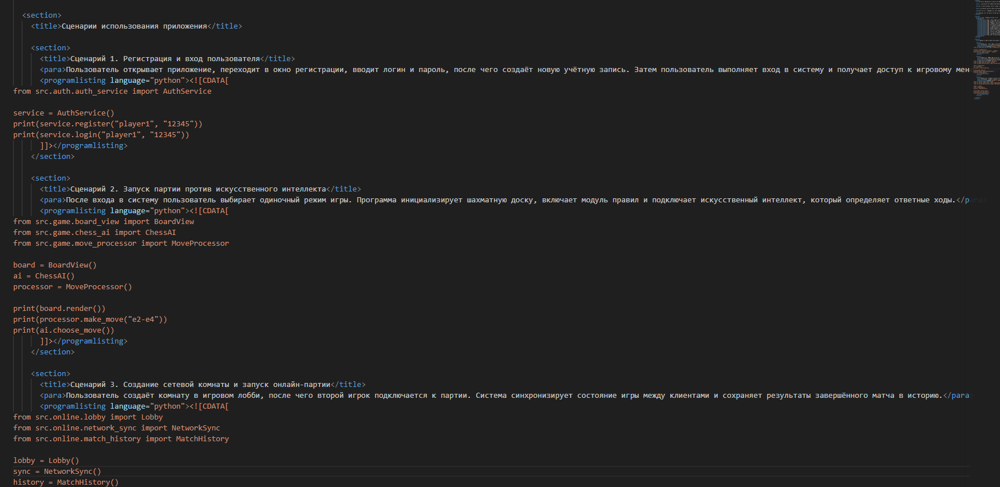 <section>
<title>Сценарии использования приложения</title>
<section>
<title>Сценарий 1. Регистрация и вход пользователя</title>
<para>Пользователь открывает приложение, переходит в окно регистрации, вводит логин и пароль, после чего создаёт новую учётную запись. Затем пользователь выполняет вход в систему и получает доступ к игровому мен
<programlisting language="python"><![CDATA[
from src.auth.auth_service import AuthService
service = AuthService()
print(service.register("player1", "12345"))
print(service.login("player1", "12345"))
]]></programlisting>
</section>
<section>
<title>Сценарий 2. Запуск партии против искусственного интеллекта</title>
<para>После входа в систему пользователь выбирает одиночный режим игры. Программа инициализирует шахматную доску, включает модуль правил и подключает искусственный интеллект, который определяет ответные ходы.</para>
<programlisting language="python"><![CDATA[
from src.game.board_view import BoardView
from src.game.chess_ai import ChessAI
from src.game.move_processor import MoveProcessor
board = BoardView()
ai = ChessAI()
processor = MoveProcessor()
print(board.render())
print(processor.make_move("e2-e4"))
print(ai.choose_move())
]]></programlisting>
</section>
<section>
<title>Сценарий 3. Создание сетевой комнаты и запуск онлайн-партии</title>
<para>Пользователь создаёт комнату в игровом лобби, после чего второй игрок подключается к партии. Система синхронизирует состояние игры между клиентами и сохраняет результаты завершённого матча в историю.</para
<programlisting language="python"><![CDATA[
from src.online.lobby import Lobby
from src.online.network_sync import NetworkSync
from src.online.match_history import MatchHistory
lobby = Lobby()
sync = NetworkSync()
history = MatchHistory()